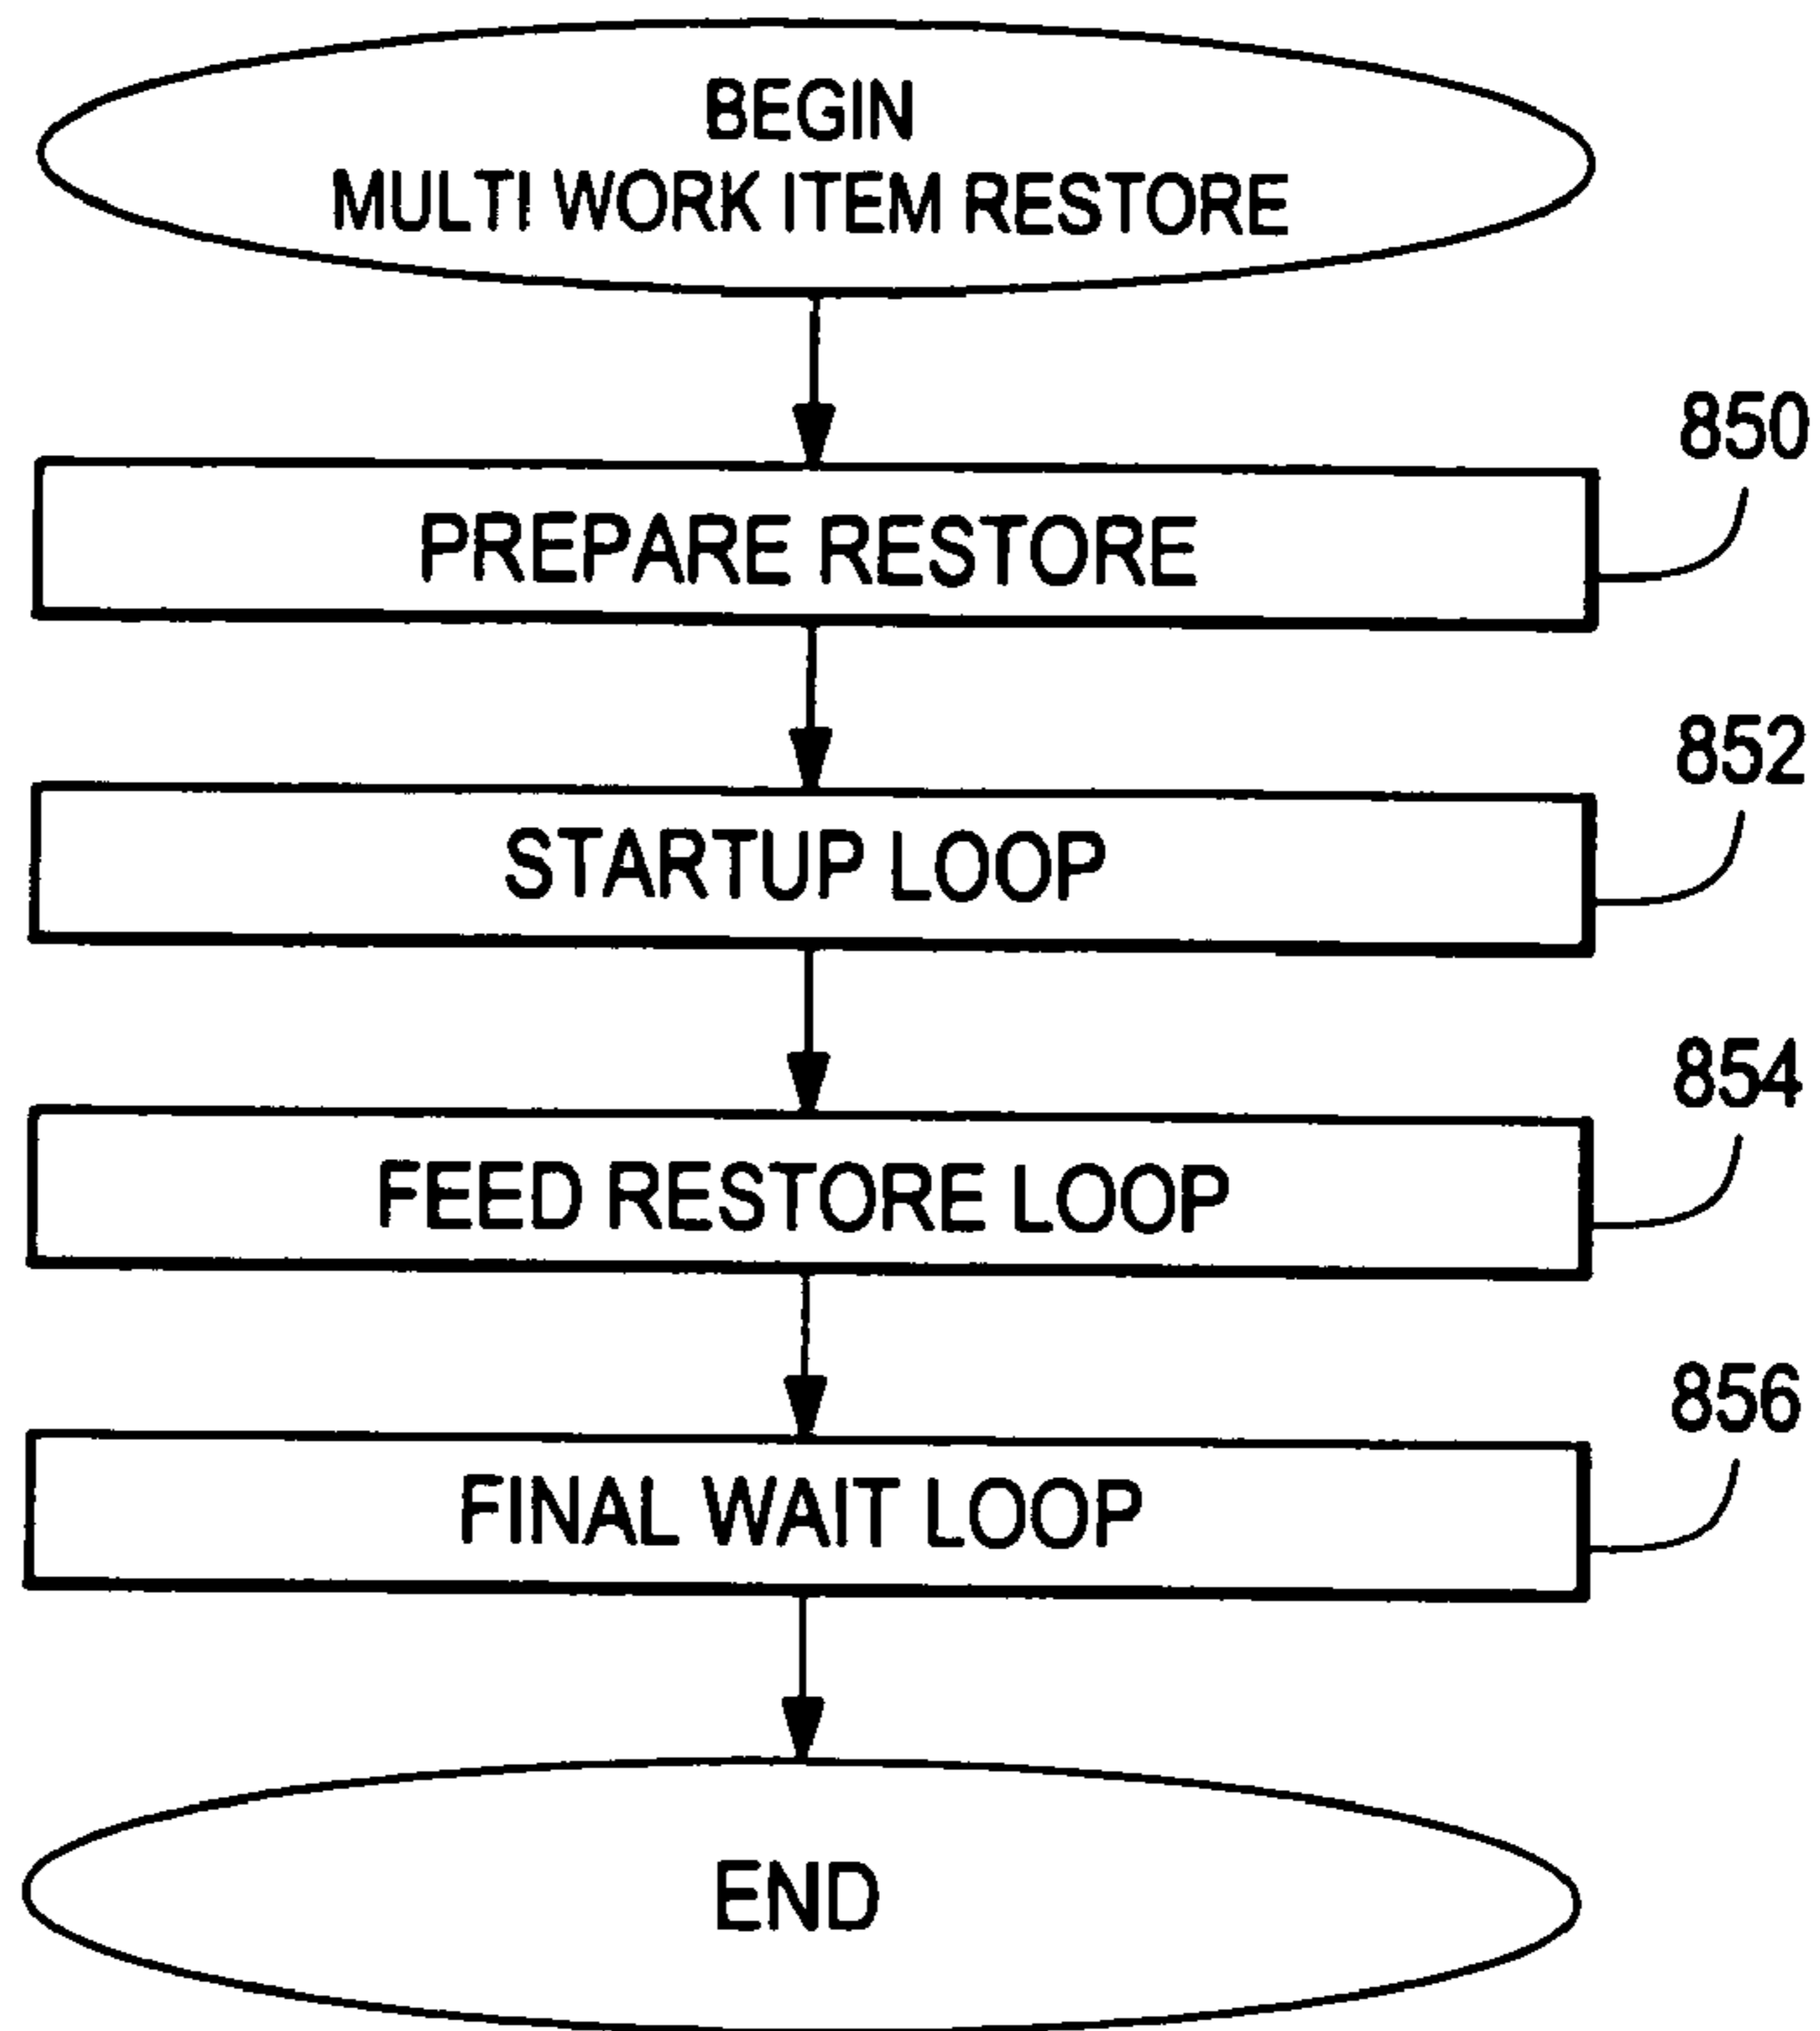 BEGIN
MULTI WORK ITEM RESTORE
850
PREPARE RESTORE
852
STARTUP LOOP
854
FEED RESTORE LOOP
856
FINAL WAIT LOOP
END